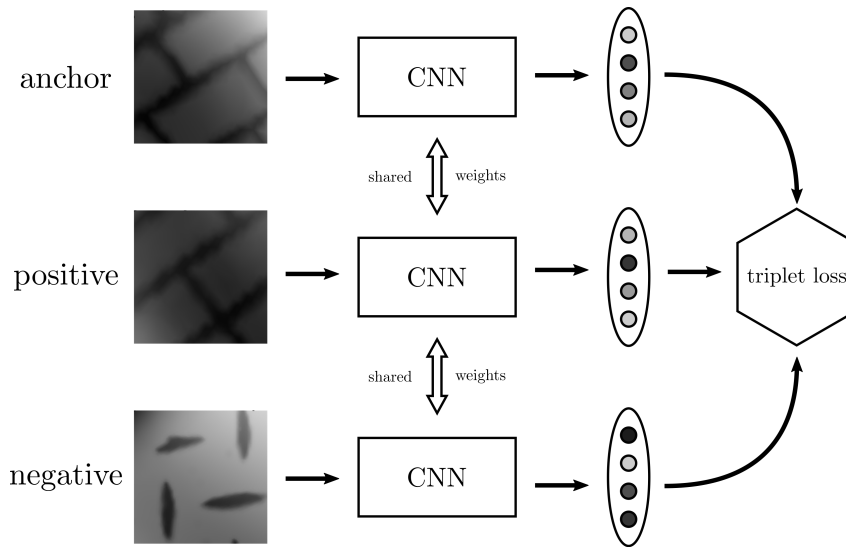 anchor
CNN
shared weights
positive
CNN
triplet loss
shared weights
negative
CNN